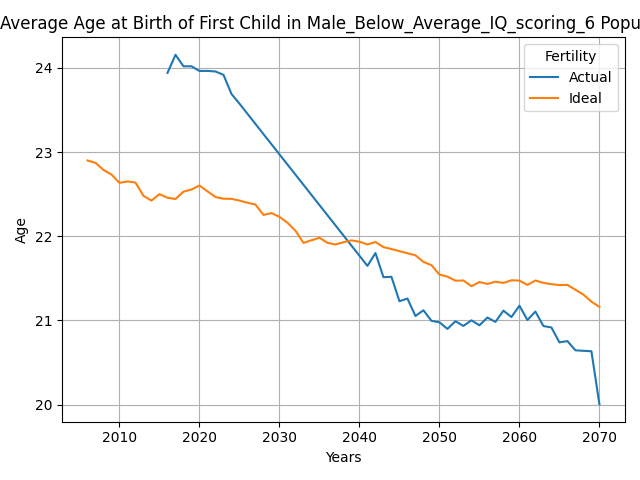 Average Age at Birth of First Child in Male_Below_Average_IQ_scoring_6 Popu
Fertility
Actual
Ideal
24
23
22
21
20
Age
2010
2020
2030
2040
2050
2060
2070
Years